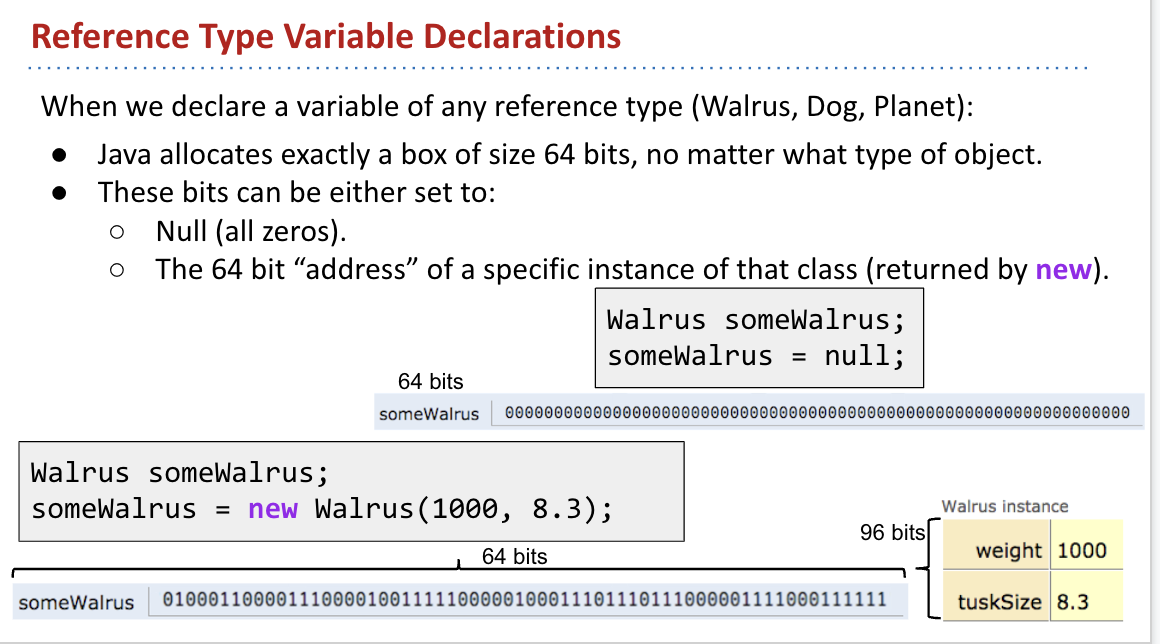 Reference Type Variable Declarations
When we declare a variable of any reference type (Walrus, Dog, Planet):
● Java allocates exactly a box of size 64 bits, no matter what type of object.
● These bits can be either set to:
○ Null (all zeros).
○ The 64 bit “address” of a specific instance of that class (returned by new).
Walrus someWalrus;
someWalrus = null;
64 bits
someWalrus 0000000000000000000000000000000000000000000000000000000000000000
Walrus someWalrus;
someWalrus = new Walrus(1000, 8.3);
64 bits
someWalrus 0100011000011100001001111110000010001110111011100000111100011111
Walrus instance
96 bits
weight 1000
tuskSize 8.3